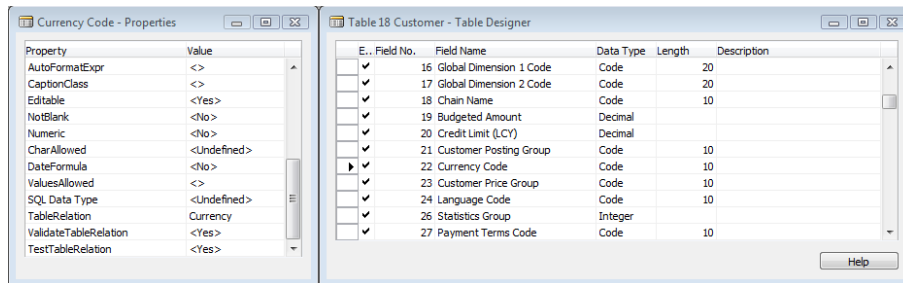 Currency Code - Properties
Property Value
AutoFormatExpr <>
CaptionClass <>
Editable <Yes>
NotBlank <No>
Numeric <No>
CharAllowed <Undefined>
DateFormula <No>
ValuesAllowed <>
SQL Data Type <Undefined>
TableRelation Currency
ValidateTableRelation <Yes>
TestTableRelation <Yes>
Table 18 Customer - Table Designer
E.. Field No. Field Name Data Type Length Description
16 Global Dimension 1 Code Code 20
17 Global Dimension 2 Code Code 20
18 Chain Name Code 10
19 Budgeted Amount Decimal
20 Credit Limit (LCY) Decimal
21 Customer Posting Group Code 10
22 Currency Code Code 10
23 Customer Price Group Code 10
24 Language Code Code 10
26 Statistics Group Integer
27 Payment Terms Code Code 10
Help